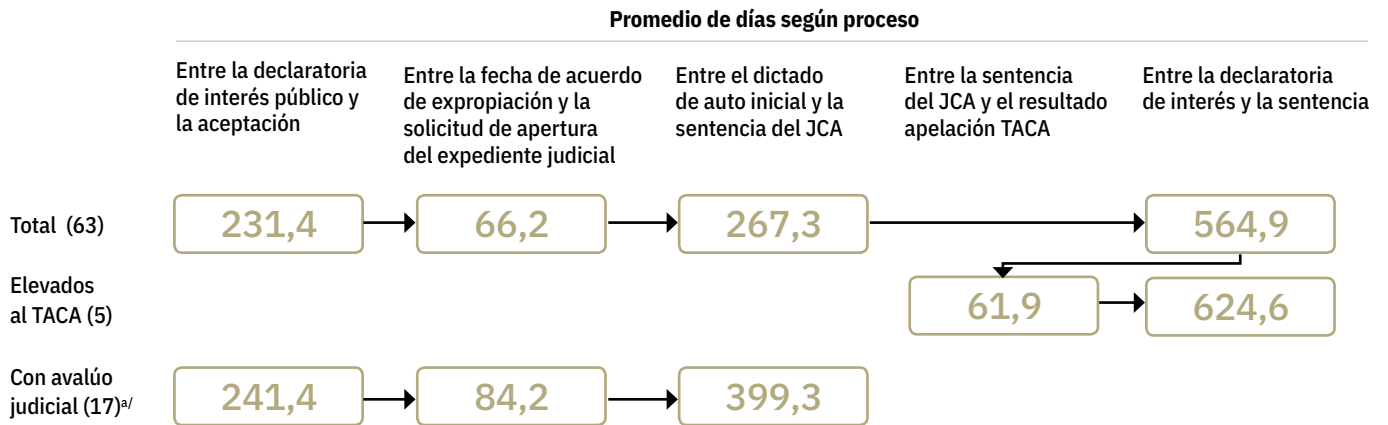 Promedio de días según proceso
Entre la declaratoria
de interés público y
la aceptación
Entre la fecha de acuerdo
de expropiación y la
solicitud de apertura
del expediente judicial
Entre el dictado
de auto inicial y la
sentencia del JCA
Entre la sentencia
del JCA y el resultado
apelación TACA
Entre la declaratoria
de interés y la sentencia
Total (63)
231,4
66,2
267,3
564,9
Elevados
al TACA (5)
61,9
624,6
Con avalúo
judicial (17)a/
241,4
84,2
399,3